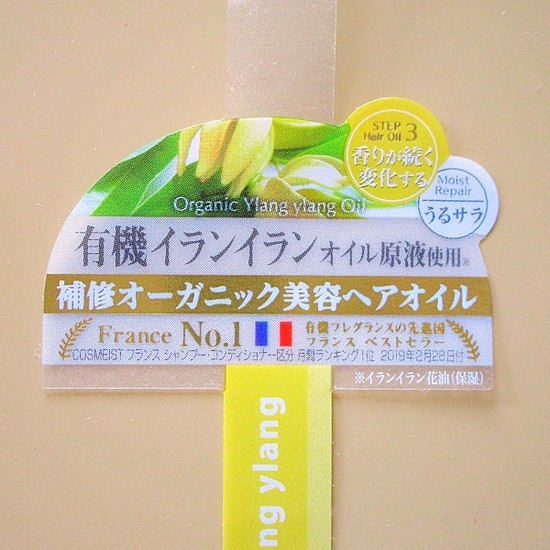 STEP
Hair Oil 3
香りが続く
変化する
Moist
Repair
うるサラ
Organic Ylang ylang Oil
有機イランイランオイル原液使用※
補修オーガニック美容ヘアオイル
France No.1
有機フレグランスの先進国
フランス ベストセラー
COSMEIST フランス シャンプー・コンディショナー区分 月間ランキング1位 2019年2月28日付
※イランイラン花油(保湿)
ng ylang